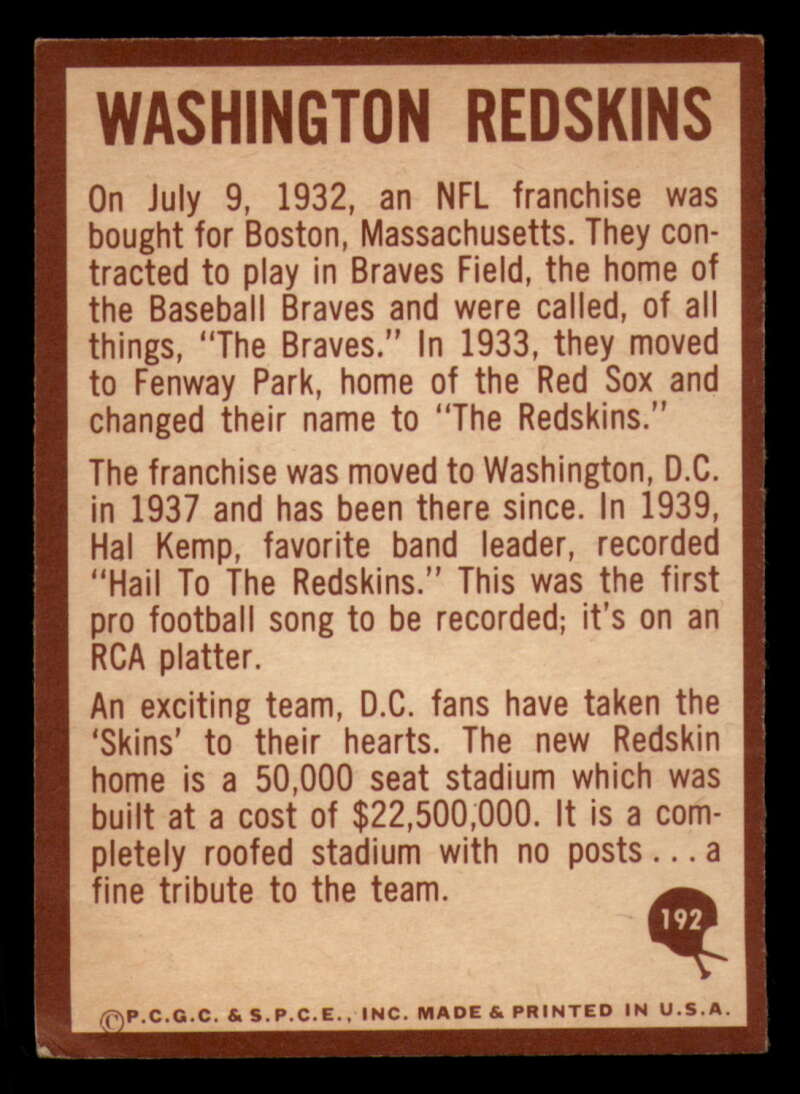 WASHINGTON REDSKINS
On July 9, 1932, an NFL franchise was
bought for Boston, Massachusetts. They con-
tracted to play in Braves Field, the home of
the Baseball Braves and were called, of all
things, "The Braves." In 1933, they moved
to Fenway Park, home of the Red Sox and
changed their name to "The Redskins."
The franchise was moved to Washington, D.C.
in 1937 and has been there since. In 1939,
Hal Kemp, favorite band leader, recorded
"Hail To The Redskins." This was the first
pro football song to be recorded; it's on an
RCA platter.
An exciting team, D.C. fans have taken the
'Skins' to their hearts. The new Redskin
home is a 50,000 seat stadium which was
built at a cost of $22,500,000. It is a com-
pletely roofed stadium with no posts...a
fine tribute to the team.
192
©P.C.G.C. & S.P.C.E., INC. MADE & PRINTED IN U.S.A.